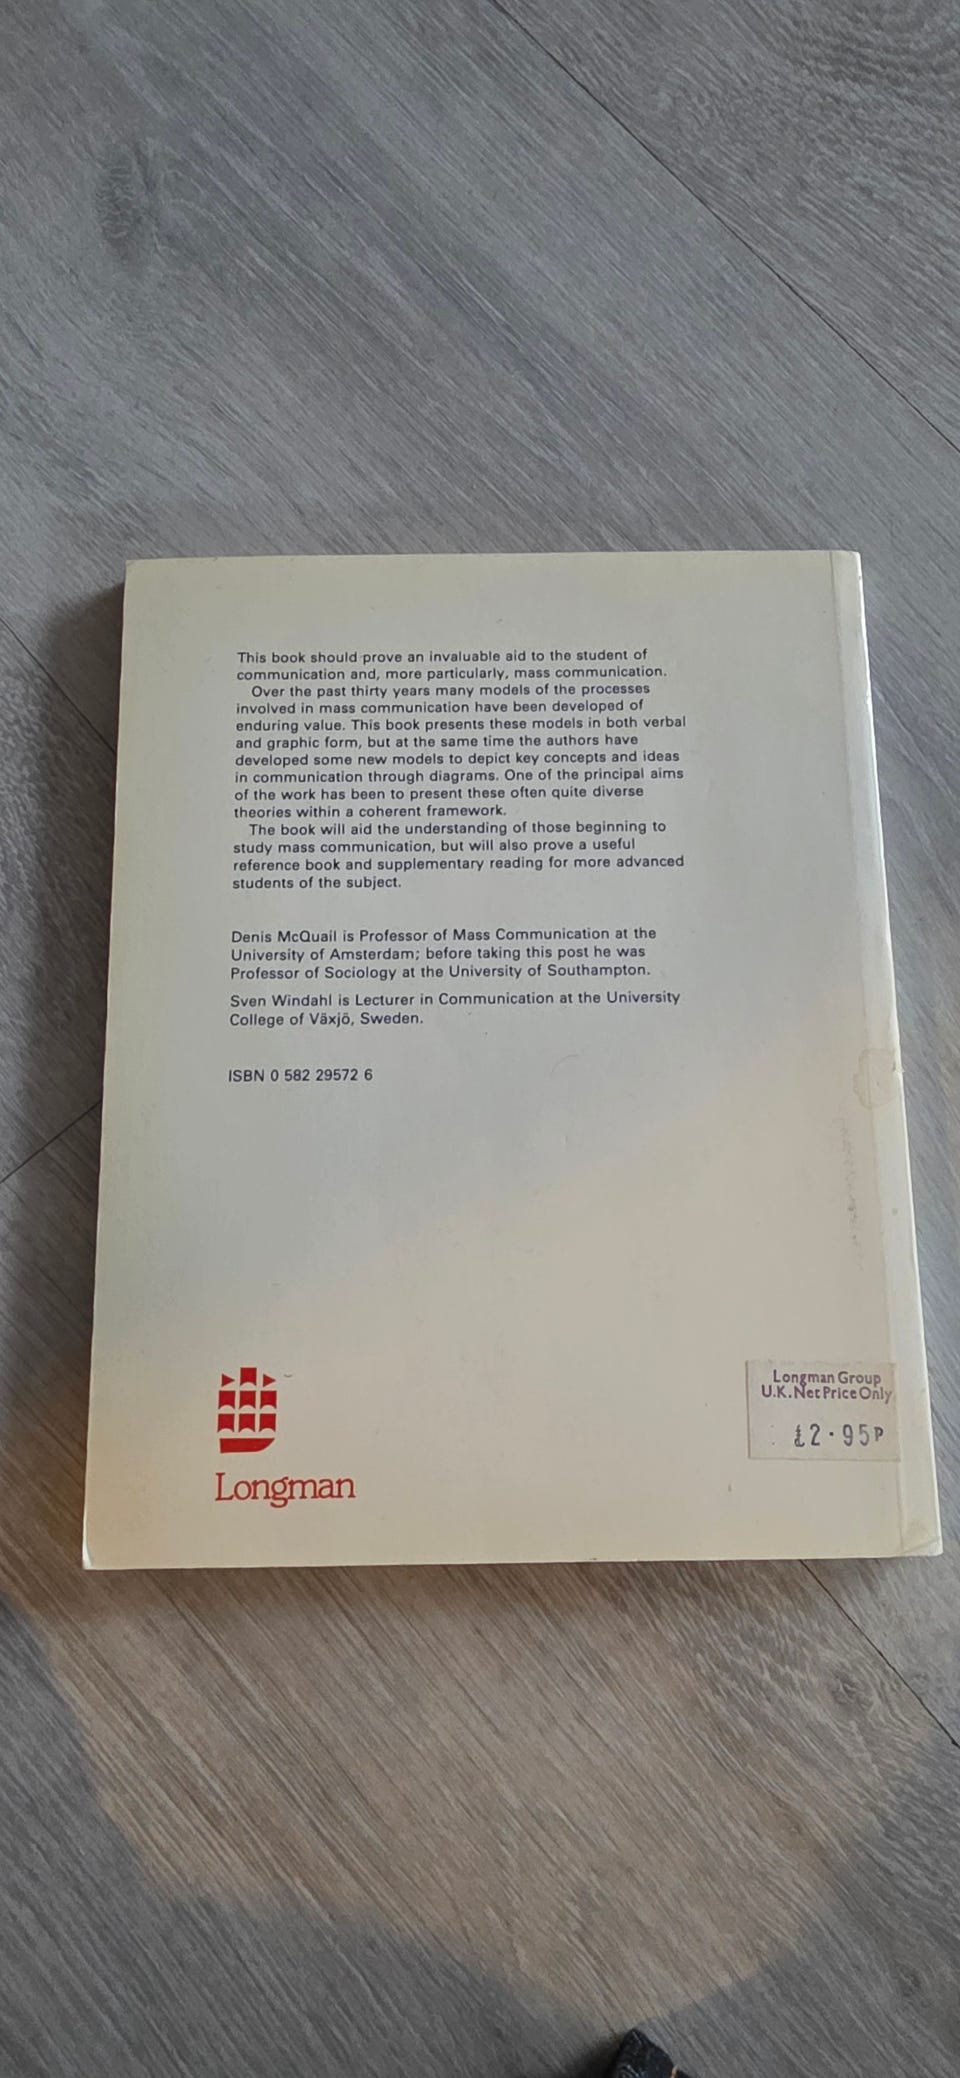 This book should prove an invaluable aid to the student of
communication and, more particularly, mass communication.
Over the past thirty years many models of the processes
involved in mass communication have been developed of
enduring value. This book presents these models in both verbal
and graphic form, but at the same time the authors have
developed some new models to depict key concepts and ideas
in communication through diagrams. One of the principal aims
of the work has been to present these often quite diverse
theories within a coherent framework.
The book will aid the understanding of those beginning to
study mass communication, but will also prove a useful
reference book and supplementary reading for more advanced
students of the subject.
Denis McQuail is Professor of Mass Communication at the
University of Amsterdam; before taking this post he was
Professor of Sociology at the University of Southampton.
Sven Windahl is Lecturer in Communication at the University
College of Växjö, Sweden.
ISBN 0 582 29572 6
Longman Group
U.K. Net Price Only
£2·95P
Longman